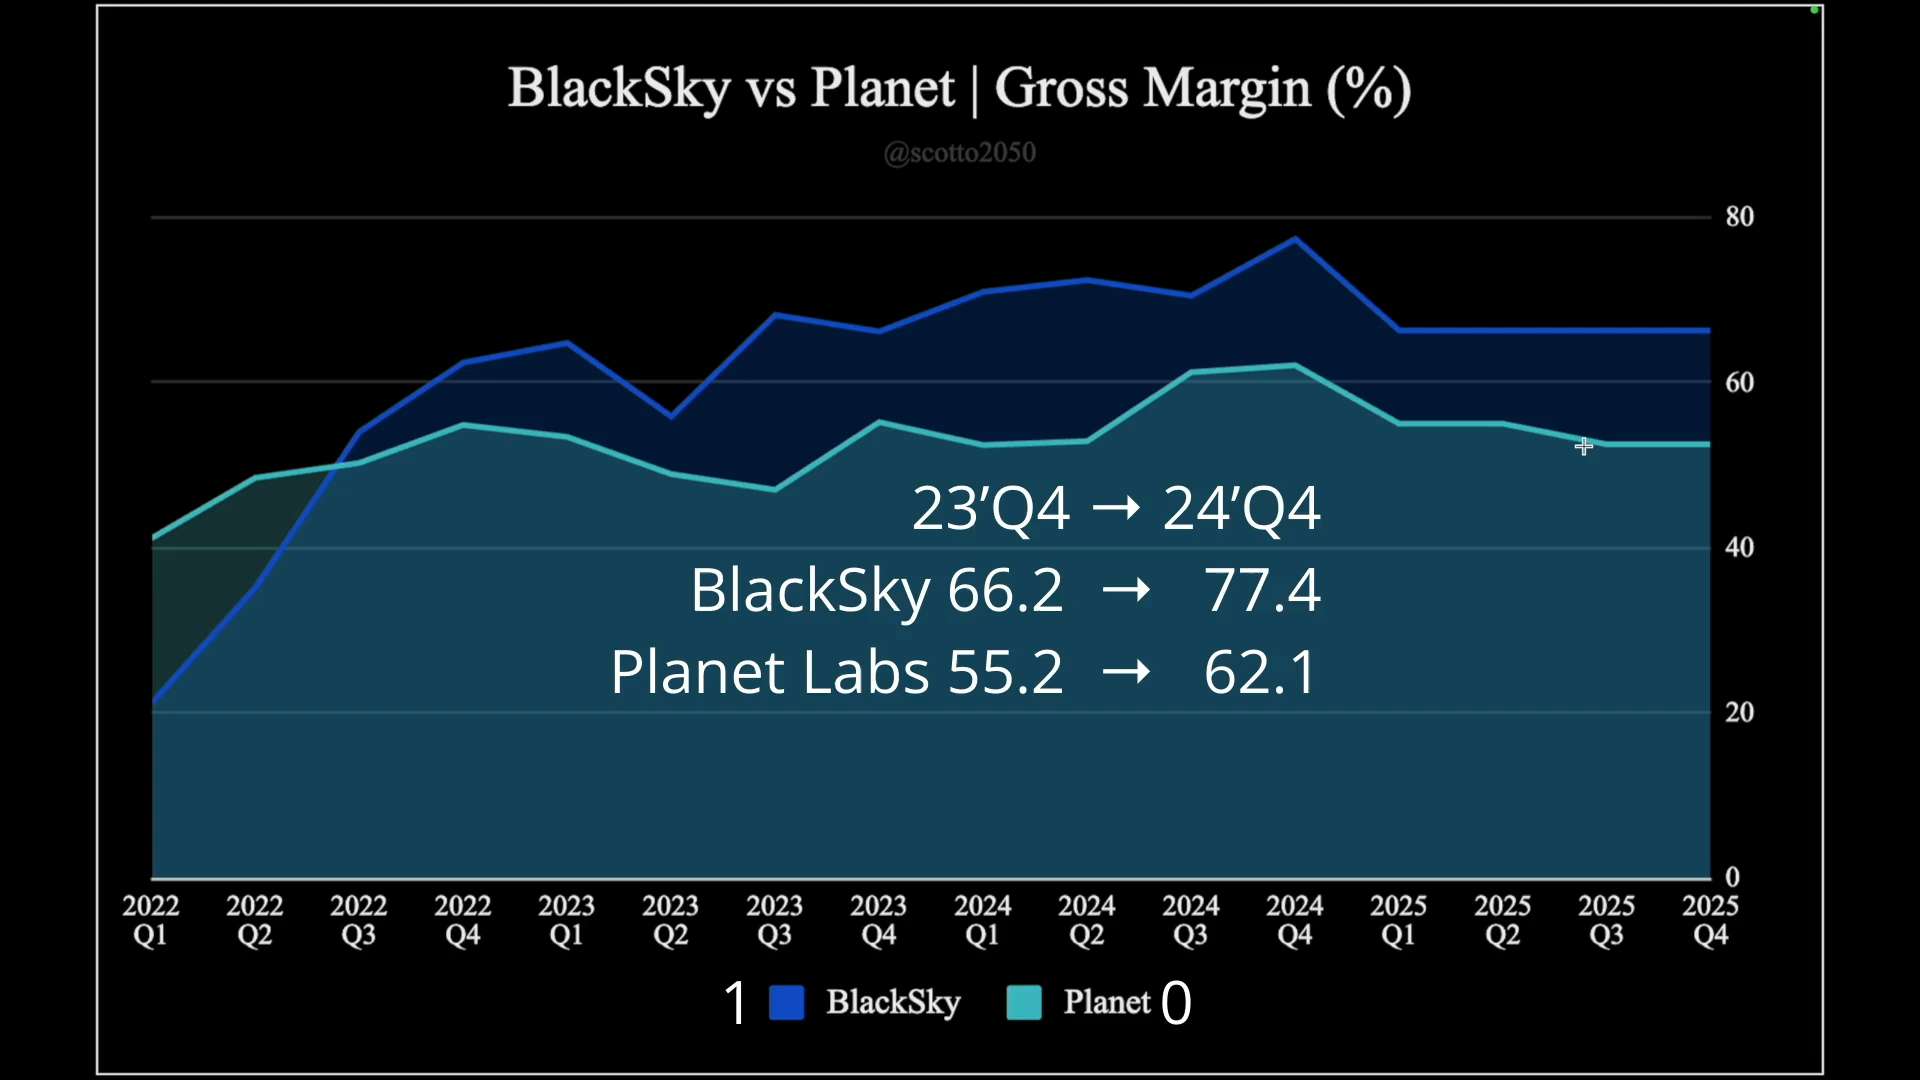 BlackSky vs Planet | Gross Margin (%)
@scotto2050
80
60
40
20
0
23’Q4 → 24’Q4
BlackSky 66.2 → 77.4
Planet Labs 55.2 → 62.1
2022 2022 2022 2022 2023 2023 2023 2023 2024 2024 2024 2024 2025 2025 2025 2025
Q1 Q2 Q3 Q4 Q1 Q2 Q3 Q4 Q1 Q2 Q3 Q4 Q1 Q2 Q3 Q4
1 BlackSky Planet 0